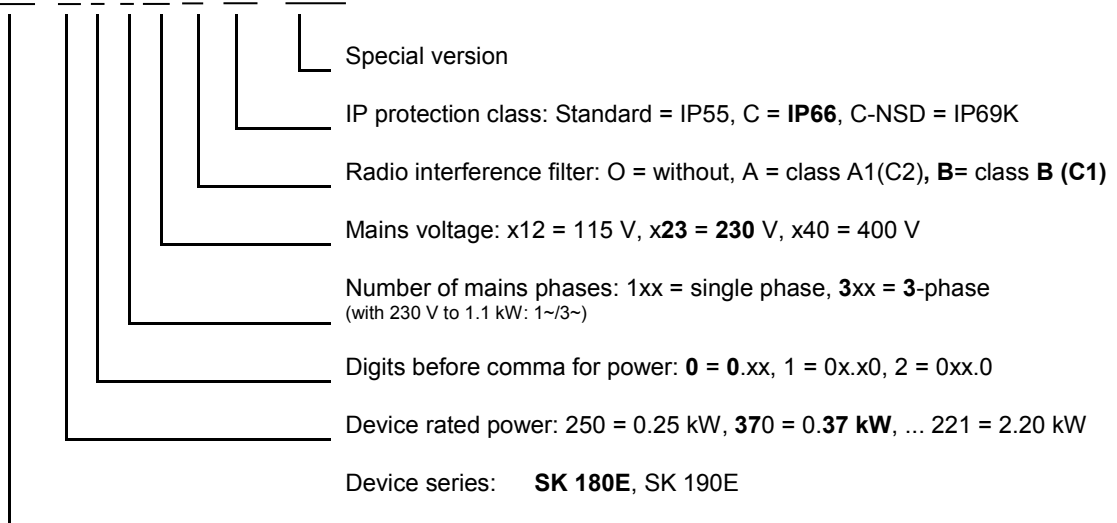 Special version
IP protection class: Standard = IP55, C = IP66, C-NSD = IP69K
Radio interference filter: O = without, A = class A1(C2), B= class B (C1)
Mains voltage: x12 = 115 V, x23 = 230 V, x40 = 400 V
Number of mains phases: 1xx = single phase, 3xx = 3-phase
(with 230 V to 1.1 kW: 1~/3~)
Digits before comma for power: 0 = 0.xx, 1 = 0x.x0, 2 = 0xx.0
Device rated power: 250 = 0.25 kW, 370 = 0.37 kW, ... 221 = 2.20 kW
Device series: SK 180E, SK 190E